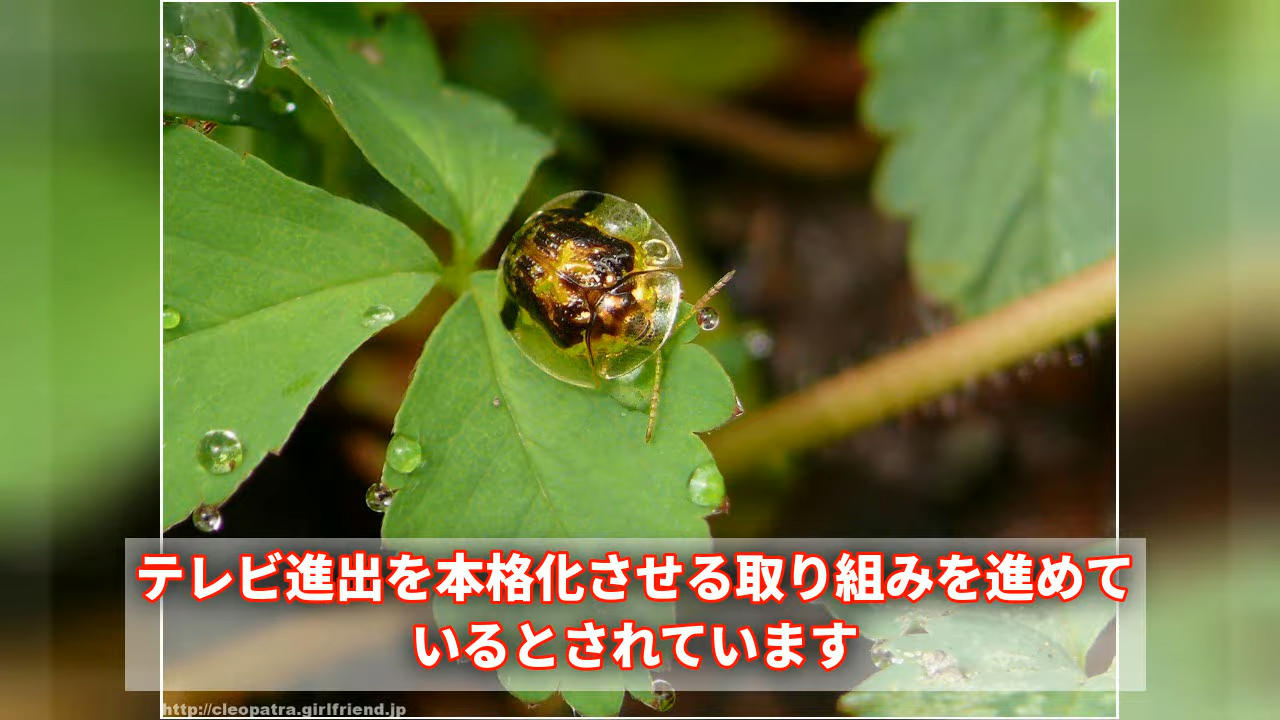 テレビ進出を本格化させる取り組みを進めて
いるとされています
http://cleopatra.girlfriend.jp